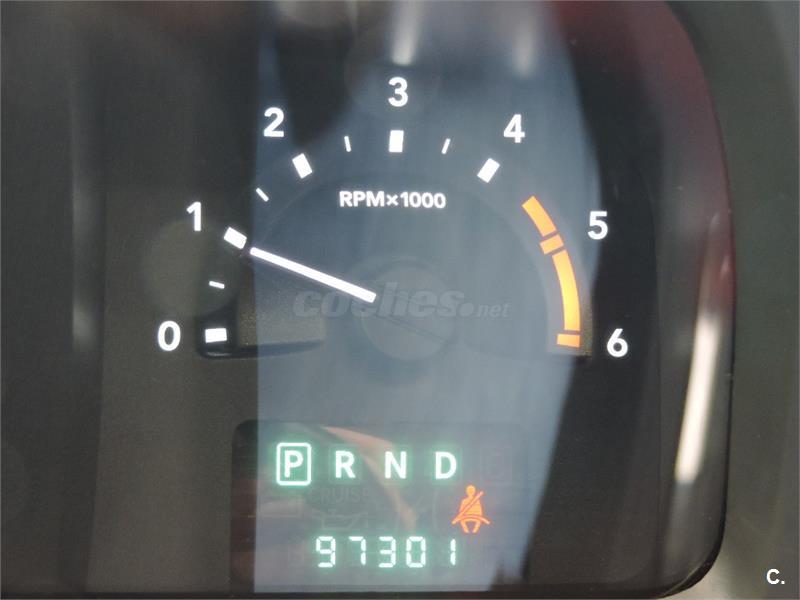 3
2
4
RPM×1000
1
5
coches.net
0
6
P R N D
CRUISE
97301
C.